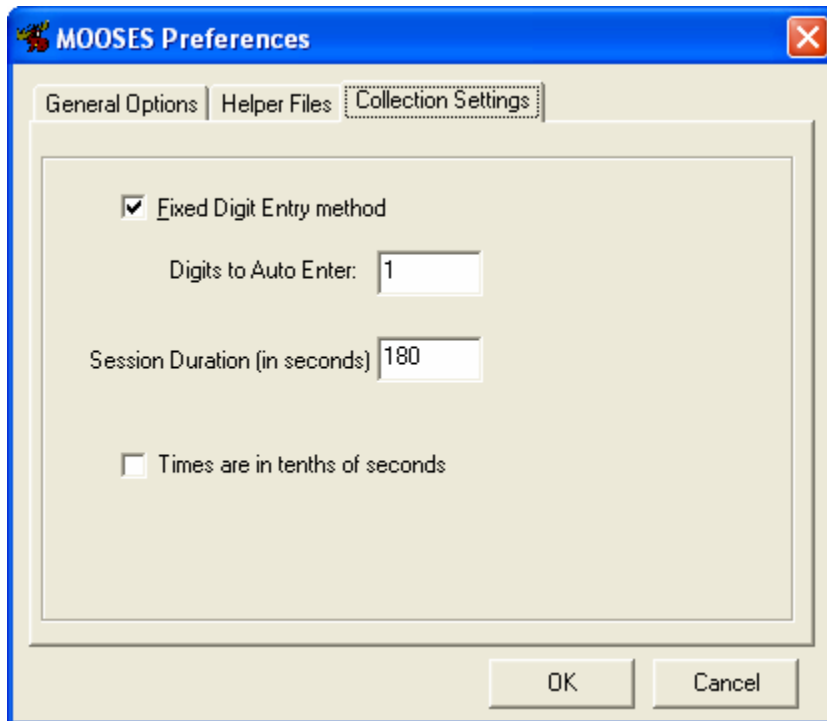 MOOSES Preferences
General Options Helper Files Collection Settings
Fixed Digit Entry method
Digits to Auto Enter: 1
Session Duration (in seconds) 180
Times are in tenths of seconds
OK Cancel